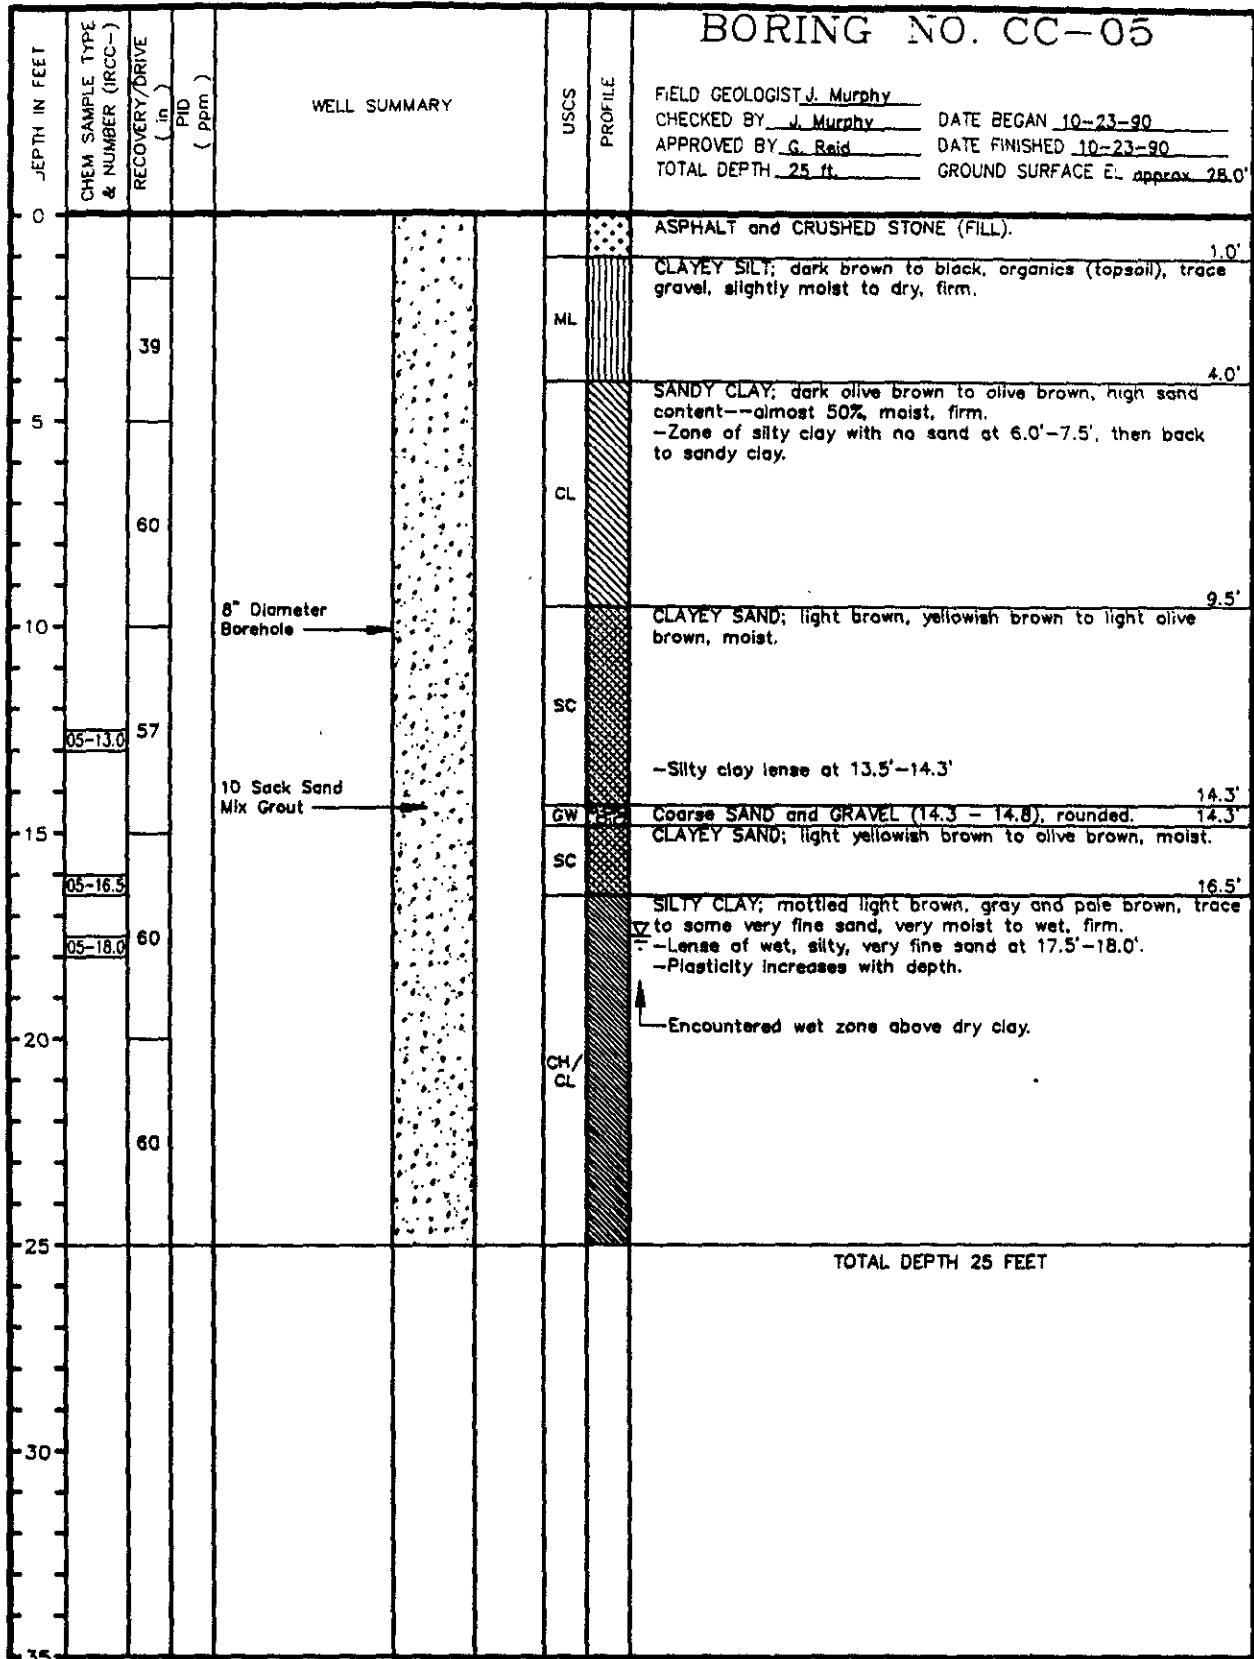 BORING NO. CC-05
DEPTH IN FEET
CHEM SAMPLE TYPE
& NUMBER (IRCC-)
RECOVERY/DRIVE
( in )
PID
( ppm )
WELL SUMMARY
USCS
PROFILE
FIELD GEOLOGIST J. Murphy
CHECKED BY J. Murphy DATE BEGAN 10-23-90
APPROVED BY G. Reid DATE FINISHED 10-23-90
TOTAL DEPTH 25 ft. GROUND SURFACE EL. approx. 28.0'
0
ASPHALT and CRUSHED STONE (FILL).
1.0'
CLAYEY SILT; dark brown to black, organics (topsoil), trace
gravel, slightly moist to dry, firm.
ML
39
4.0'
SANDY CLAY; dark olive brown to olive brown, high sand
content--almost 50%, moist, firm.
5
-Zone of silty clay with no sand at 6.0'-7.5', then back
to sandy clay.
CL
60
9.5'
8" Diameter
Borehole
10
CLAYEY SAND; light brown, yellowish brown to light olive
brown, moist.
SC
57
05-13.0
-Silty clay lense at 13.5'-14.3'
10 Sack Sand
Mix Grout
14.3'
GW
Coarse SAND and GRAVEL (14.3 - 14.8), rounded. 14.3'
15
CLAYEY SAND; light yellowish brown to olive brown, moist.
SC
05-16.5
16.5'
SILTY CLAY; mottled light brown, gray and pale brown, trace
to some very fine sand, very moist to wet, firm.
60
05-18.0
-Lense of wet, silty, very fine sand at 17.5'-18.0'.
-Plasticity increases with depth.
Encountered wet zone above dry clay.
20
CH/
CL
60
25
TOTAL DEPTH 25 FEET
30
35